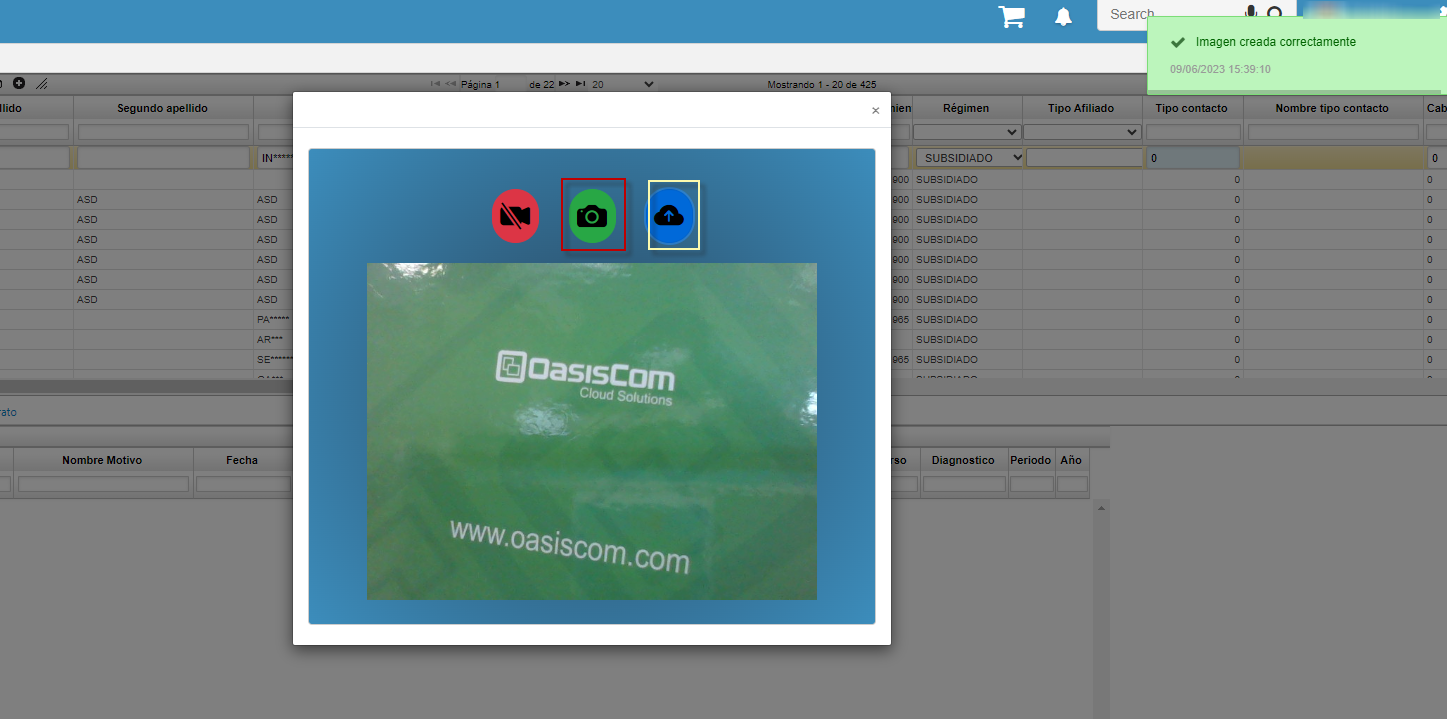 Search
Imagen creada correctamente
09/06/2023 15:39:10
Página 1 de 22 20 Mostrando 1 - 20 de 425
Segundo apellido Régimen Tipo Afiliado Tipo contacto Nombre tipo contacto
IN***** SUBSIDIADO 0 0
900 SUBSIDIADO 0 0
ASD ASD 900 SUBSIDIADO 0 0
ASD ASD 900 SUBSIDIADO 0 0
ASD ASD 900 SUBSIDIADO 0 0
ASD ASD 900 SUBSIDIADO 0 0
ASD ASD 900 SUBSIDIADO 0 0
ASD ASD 900 SUBSIDIADO 0 0
PA***** 965 SUBSIDIADO 0 0
AR*** SUBSIDIADO 0 0
SE****** 965 SUBSIDIADO 0 0
OasisCom
Cloud Solutions
www.oasiscom.com
Nombre Motivo Fecha Diagnostico Periodo Año